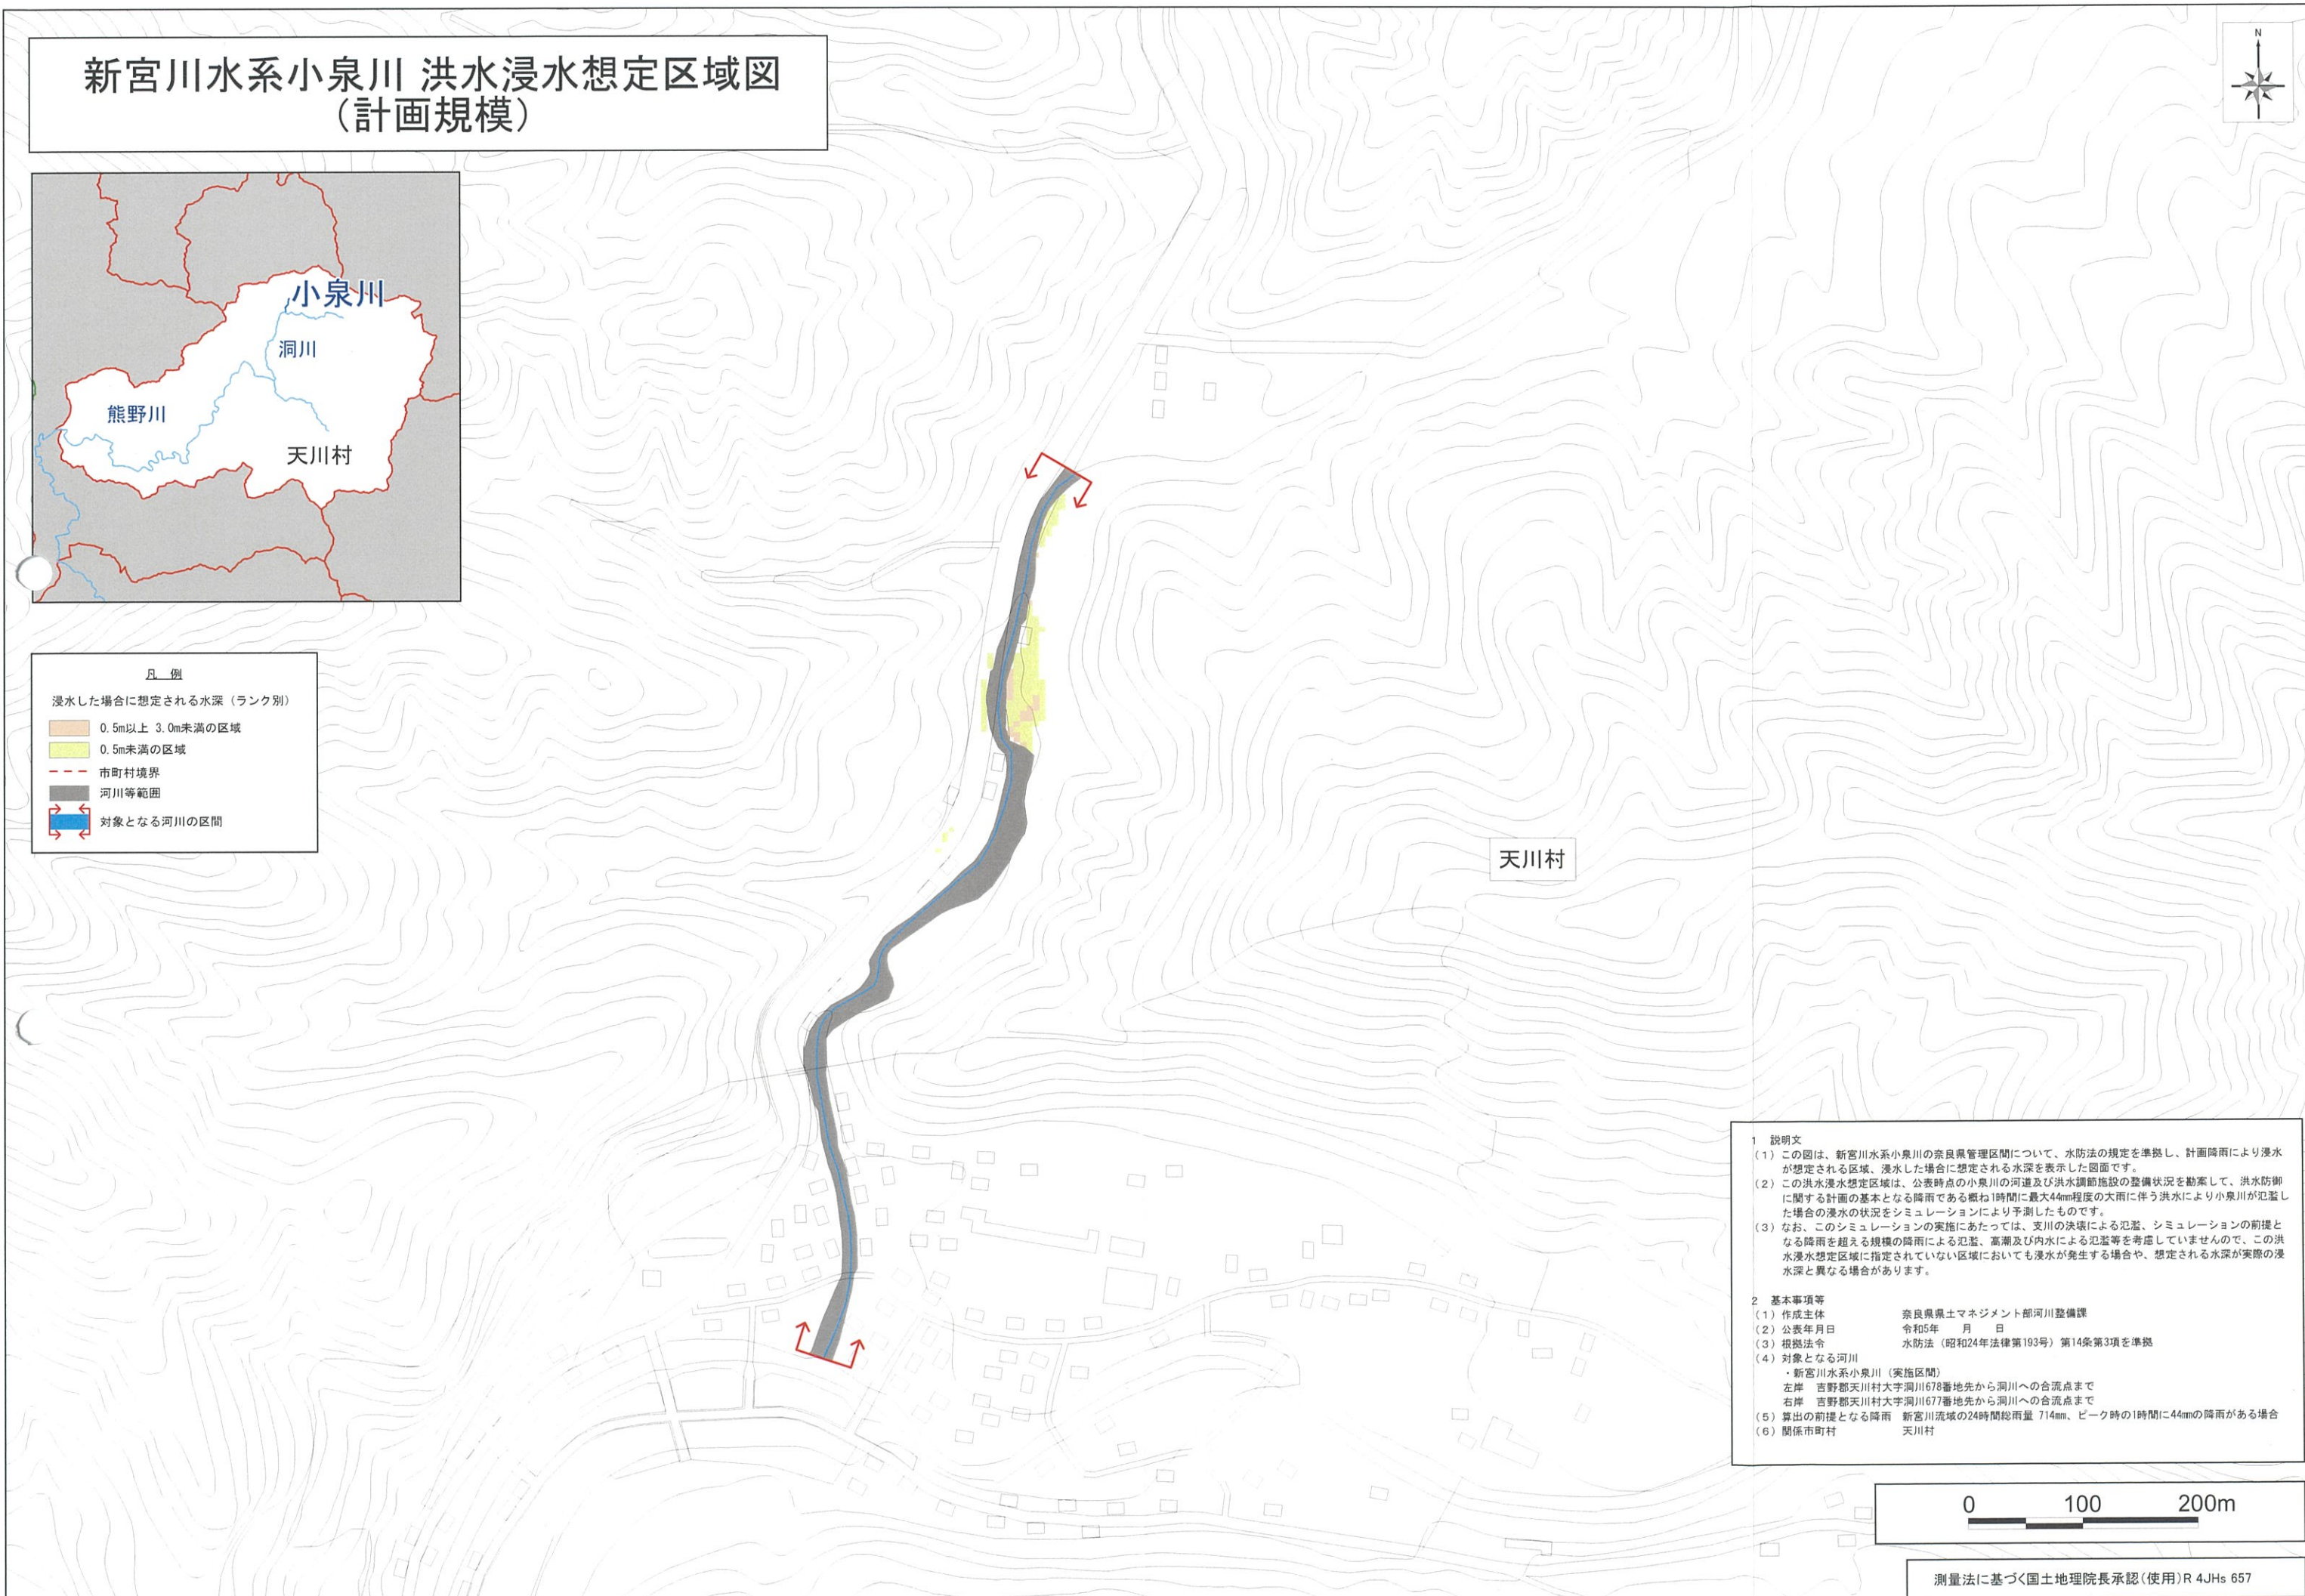 新宮川水系小泉川 洪水浸水想定区域図
（計画規模）
N
小泉川
洞川
熊野川
天川村
凡 例
浸水した場合に想定される水深（ランク別）
0.5m以上 3.0m未満の区域
0.5m未満の区域
市町村境界
河川等範囲
対象となる河川の区間
天川村
1 説明文
（1）この図は、新宮川水系小泉川の奈良県管理区間について、水防法の規定を準拠し、計画降雨により浸水
が想定される区域、浸水した場合に想定される水深を表示した図面です。
（2）この洪水浸水想定区域は、公表時点の小泉川の河道及び洪水調節施設の整備状況を勘案して、洪水防御
に関する計画の基本となる降雨である概ね1時間に最大44mm程度の大雨に伴う洪水により小泉川が氾濫し
た場合の浸水の状況をシミュレーションにより予測したものです。
（3）なお、このシミュレーションの実施にあたっては、支川の決壊による氾濫、シミュレーションの前提と
なる降雨を超える規模の降雨による氾濫、高潮及び内水による氾濫等を考慮していませんので、この洪
水浸水想定区域に指定されていない区域においても浸水が発生する場合や、想定される水深が実際の浸
水深と異なる場合があります。
2 基本事項等
（1）作成主体 奈良県県土マネジメント部河川整備課
（2）公表年月日 令和5年 月 日
（3）根拠法令 水防法（昭和24年法律第193号）第14条第3項を準拠
（4）対象となる河川
・新宮川水系小泉川（実施区間）
左岸 吉野郡天川村大字洞川678番地先から洞川への合流点まで
右岸 吉野郡天川村大字洞川677番地先から洞川への合流点まで
（5）算出の前提となる降雨 新宮川流域の24時間総雨量 714mm、ピーク時の1時間に44mmの降雨がある場合
（6）関係市町村 天川村
0 100 200m
測量法に基づく国土地理院長承認（使用）R 4JHs 657